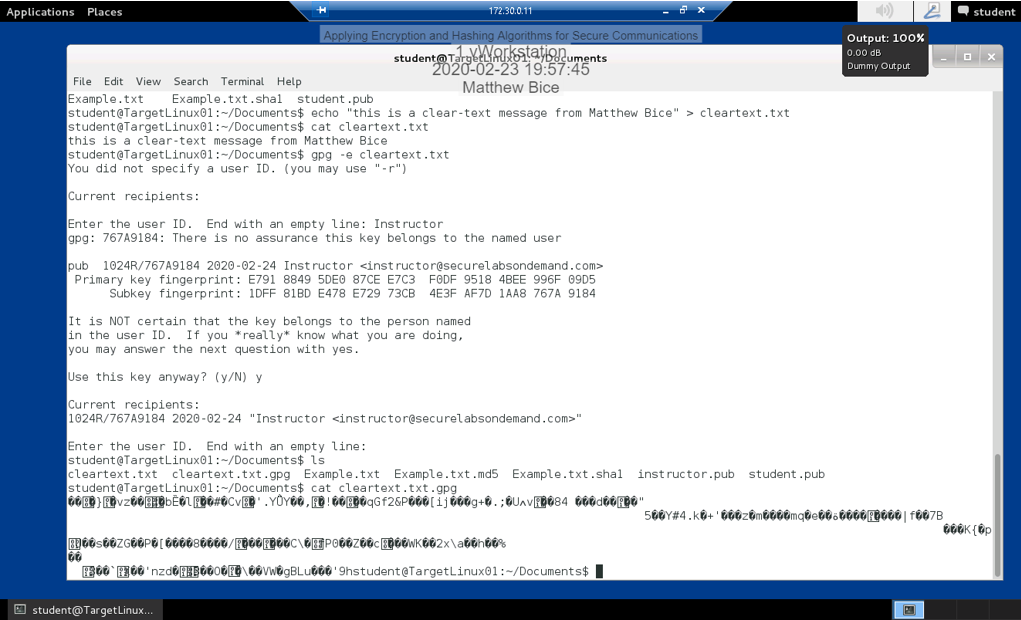 Applications Places
172.30.0.11
student
Applying Encryption and Hashing Algorithms for Secure Communications
Output: 100%
0.00 dB
Dummy Output
1 vWorkstation
student@TargetLinux01: ~/Documents
2020-02-23 19:57:45
Matthew Bice
File Edit View Search Terminal Help
Example.txt Example.txt.sha1 student.pub
student@TargetLinux01:~/Documents$ echo "this is a clear-text message from Matthew Bice" > cleartext.txt
student@TargetLinux01:~/Documents$ cat cleartext.txt
this is a clear-text message from Matthew Bice
student@TargetLinux01:~/Documents$ gpg -e cleartext.txt
You did not specify a user ID. (you may use "-r")
Current recipients:
Enter the user ID.  End with an empty line: Instructor
gpg: 767A9184: There is no assurance this key belongs to the named user
pub  1024R/767A9184 2020-02-24 Instructor <instructor@securelabsondemand.com>
Primary key fingerprint: E791 8849 5DE0 87CE E7C3  F0DF 9518 4BEE 996F 09D5
Subkey fingerprint: 1DFF 81BD E478 E729 73CB  4E3F AF7D 1AA8 767A 9184
It is NOT certain that the key belongs to the person named
in the user ID.  If you *really* know what you are doing,
you may answer the next question with yes.
Use this key anyway? (y/N) y
Current recipients:
1024R/767A9184 2020-02-24 "Instructor <instructor@securelabsondemand.com>"
Enter the user ID.  End with an empty line:
student@TargetLinux01:~/Documents$ ls
cleartext.txt cleartext.txt.gpg Example.txt Example.txt.md5 Example.txt.sha1 instructor.pub student.pub
student@TargetLinux01:~/Documents$ cat cleartext.txt.gpg
student@TargetLinux01:~/Documents$
student@TargetLinux...